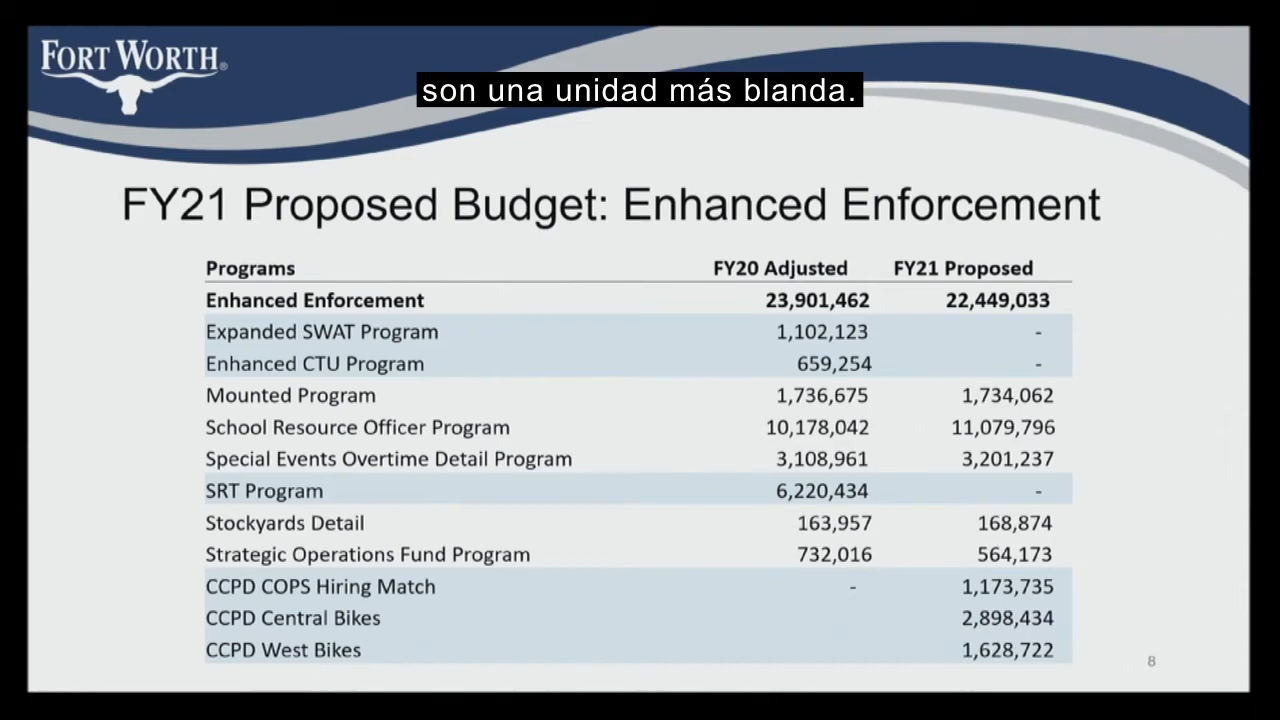 FORT WORTH®
son una unidad más blanda.
FY21 Proposed Budget: Enhanced Enforcement
Programs FY20 Adjusted FY21 Proposed
Enhanced Enforcement 23,901,462 22,449,033
Expanded SWAT Program 1,102,123 -
Enhanced CTU Program 659,254 -
Mounted Program 1,736,675 1,734,062
School Resource Officer Program 10,178,042 11,079,796
Special Events Overtime Detail Program 3,108,961 3,201,237
SRT Program 6,220,434 -
Stockyards Detail 163,957 168,874
Strategic Operations Fund Program 732,016 564,173
CCPD COPS Hiring Match - 1,173,735
CCPD Central Bikes 2,898,434
CCPD West Bikes 1,628,722
8